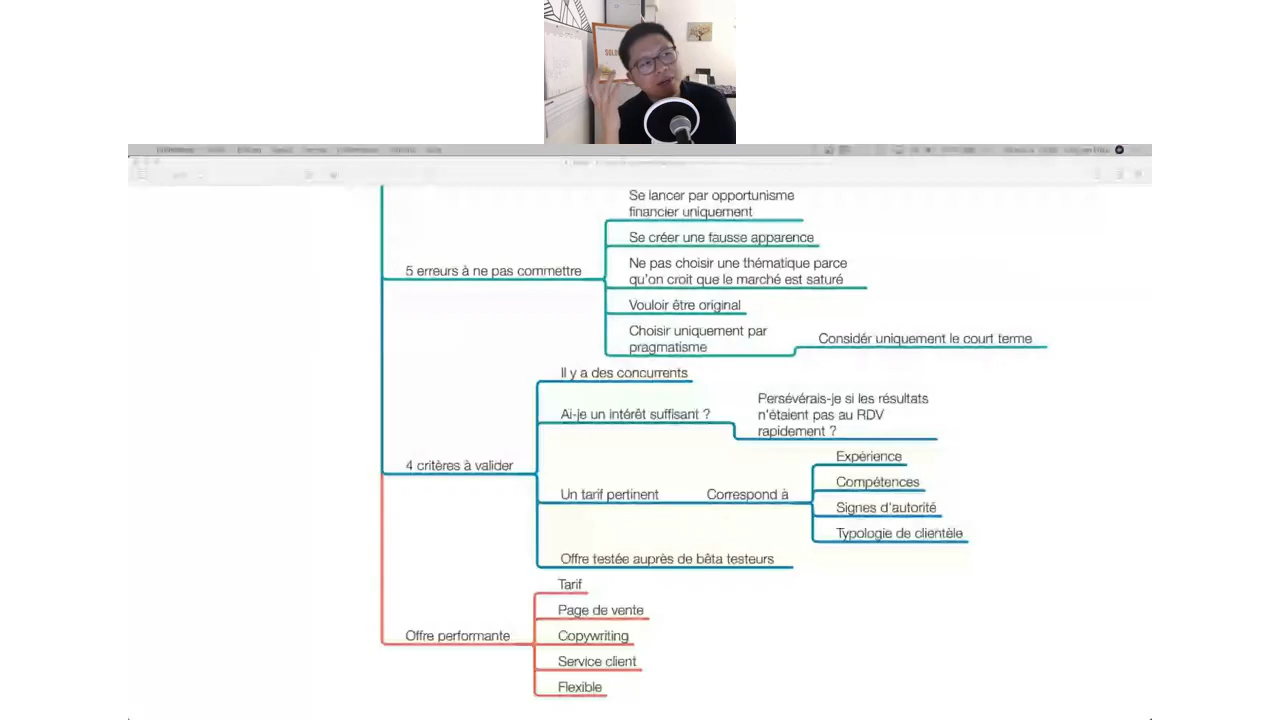 Se lancer par opportunisme
financier uniquement
Se créer une fausse apparence
5 erreurs à ne pas commettre
Ne pas choisir une thématique parce
qu'on croit que le marché est saturé
Vouloir être original
Choisir uniquement par
pragmatisme
Considér uniquement le court terme
Il y a des concurrents
Ai-je un intérêt suffisant ?
Persévérais-je si les résultats
n'étaient pas au RDV
rapidement ?
4 critères à valider
Un tarif pertinent
Correspond à
Expérience
Compétences
Signes d'autorité
Typologie de clientèle
Offre testée auprès de bêta testeurs
Offre performante
Tarif
Page de vente
Copywriting
Service client
Flexible